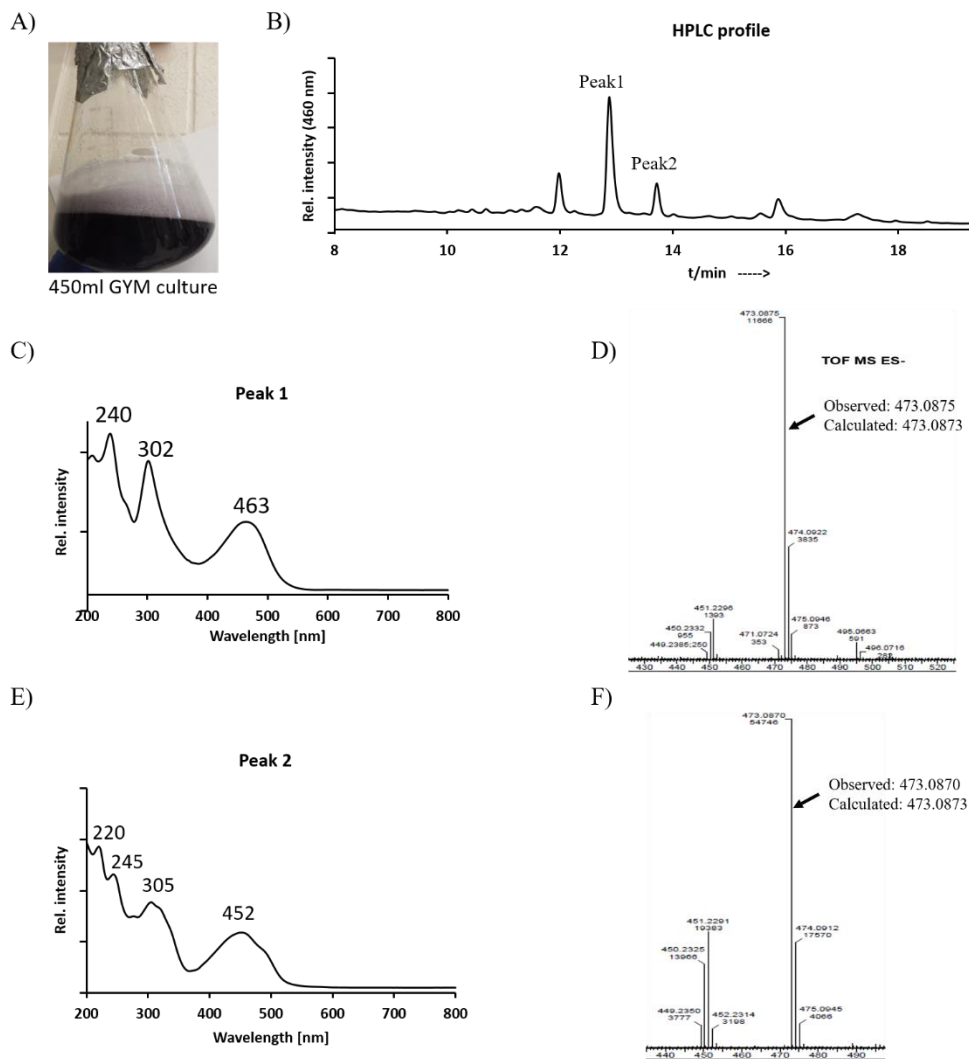 A)
450ml GYM culture
B)
HPLC profile
Rel. intensity (460 nm)
Peak1
Peak2
8 10 12 14 16 18
t/min ----->
C)
Peak 1
Rel. intensity
240
302
463
200 300 400 500 600 700 800
Wavelength [nm]
D)
473.0875
11666
TOF MS ES-
Observed: 473.0875
Calculated: 473.0873
474.0922
3835
451.2296
1393
450.2332
955
449.2385;250
471.0724
353
475.0946
873
495.0663
591
496.0716
430 440 450 460 470 480 490 500 510 520
E)
Peak 2
Rel. intensity
220
245
305
452
200 300 400 500 600 700 800
Wavelength [nm]
F)
473.0870
54746
Observed: 473.0870
Calculated: 473.0873
451.2291
19383
450.2325
13966
474.0912
17570
449.2350
3777
452.2314
3198
475.0945
4066
440 450 460 470 480 490